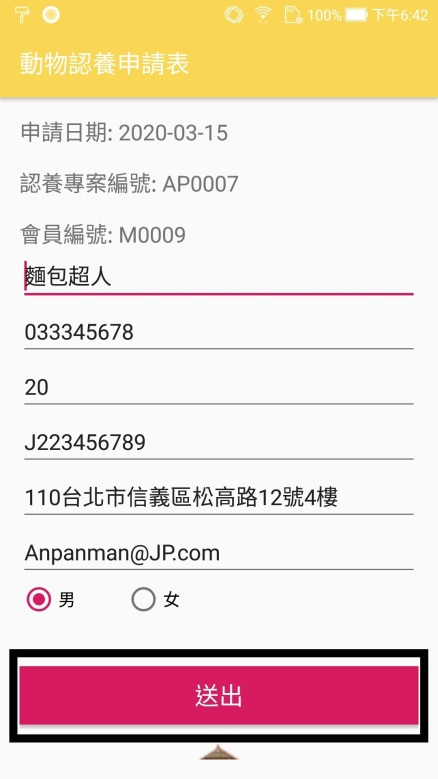 100% 下午6:42
動物認養申請表
申請日期: 2020-03-15
認養專案編號: AP0007
會員編號: M0009
麵包超人
033345678
20
J223456789
110台北市信義區松高路12號4樓
Anpanman@JP.com
男 女
送出